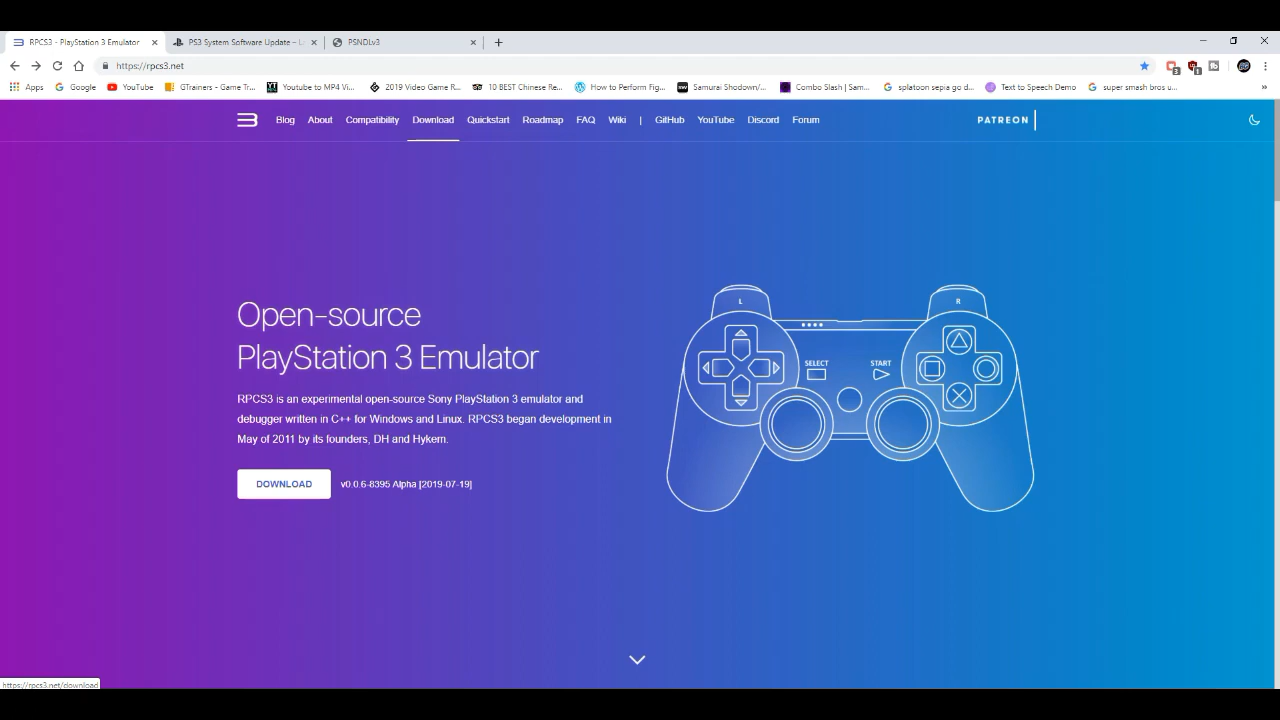 RPCS3 - PlayStation 3 Emulator
PS3 System Software Update – L
PSNDLv3
https://rpcs3.net
3
1
Apps
Google
YouTube
GTrainers - Game Tr...
Youtube to MP4 Vi...
2019 Video Game R...
10 BEST Chinese Re...
How to Perform Fig...
Samurai Shodown/...
Combo Slash | Sam...
splatoon sepia go d...
Text to Speech Demo
super smash bros u...
Blog
About
Compatibility
Download
Quickstart
Roadmap
FAQ
Wiki
|
GitHub
YouTube
Discord
Forum
PATREON
Open-source
PlayStation 3 Emulator
RPCS3 is an experimental open-source Sony PlayStation 3 emulator and
debugger written in C++ for Windows and Linux. RPCS3 began development in
May of 2011 by its founders, DH and Hykem.
DOWNLOAD
v0.0.6-8395 Alpha [2019-07-19]
L
R
SELECT
START
https://rpcs3.net/download